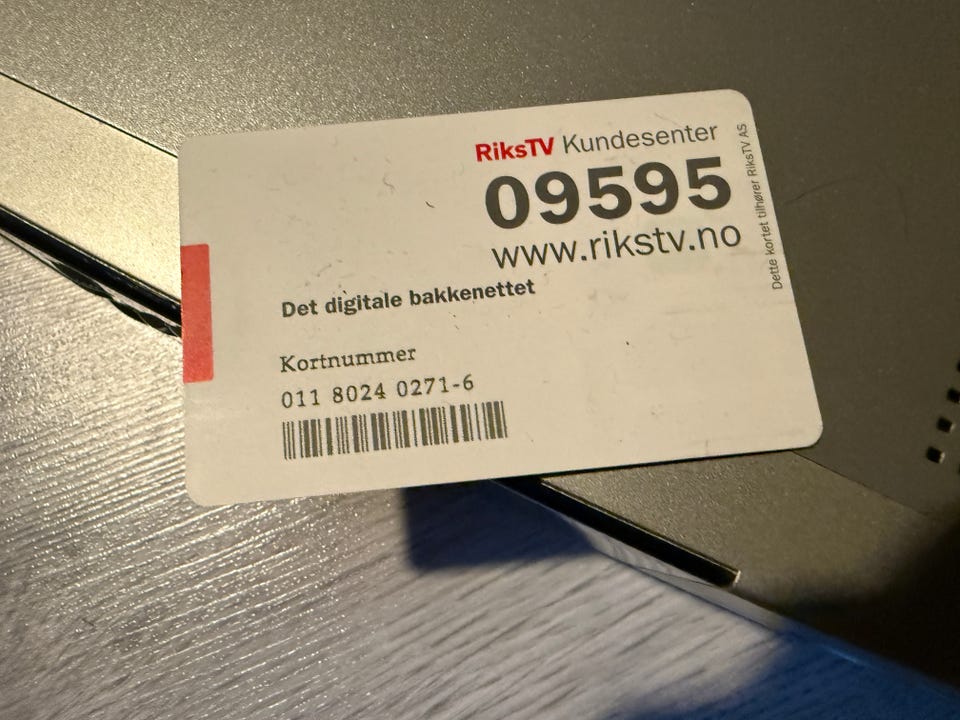 RiksTV Kundesenter
09595
www.rikstv.no
Det digitale bakkenettet
Kortnummer
011 8024 0271-6
Dette kortet tilhører RiksTV AS